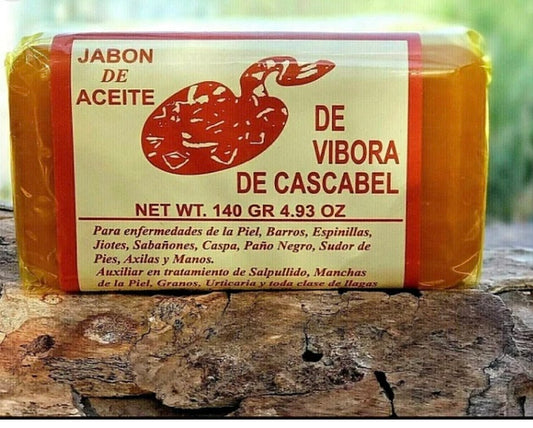 JABON
DE
ACEITE
DE
VIBORA
DE CASCABEL
NET WT. 140 GR 4.93 OZ
Para enfermedades de la Piel, Barros, Espinillas,
Jiotes, Sabañones, Caspa, Paño Negro, Sudor de
Pies, Axilas y Manos.
Auxiliar en tratamiento de Salpullido, Manchas
de la Piel, Granos, Urticaria y toda clase de llagas